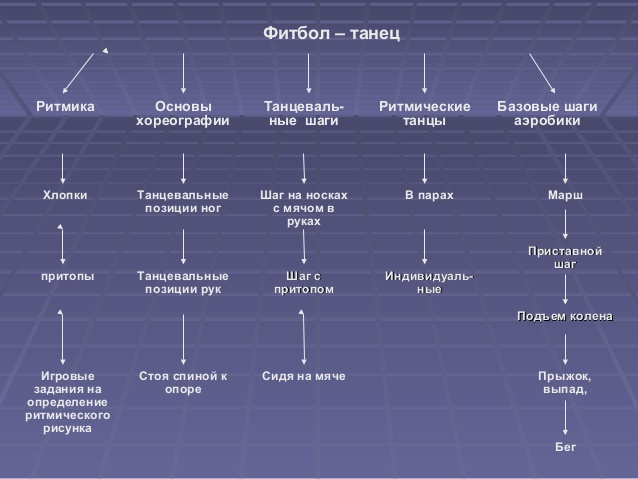 Фитбол – танец
Ритмика
Основы
хореографии
Танцеваль-
ные шаги
Ритмические
танцы
Базовые шаги
аэробики
Хлопки
Танцевальные
позиции ног
Шаг на носках
с мячом в
руках
В парах
Марш
Приставной
шаг
притопы
Танцевальные
позиции рук
Шаг с
притопом
Индивидуаль-
ные
Подъем колена
Игровые
задания на
определение
ритмического
рисунка
Стоя спиной к
опоре
Сидя на мяче
Прыжок,
выпад,
Бег